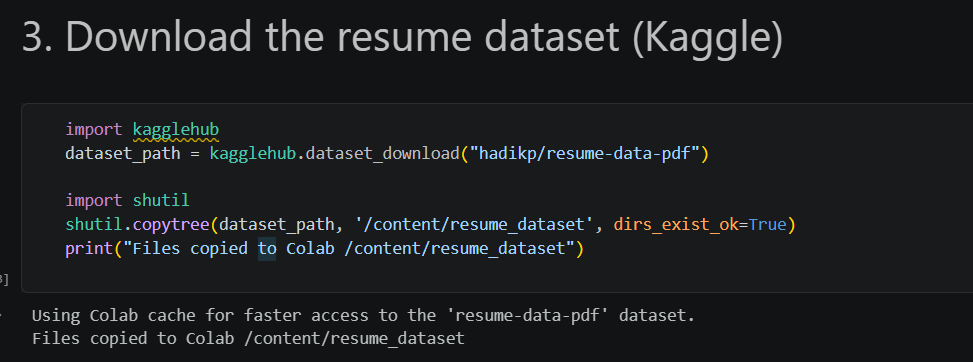 3. Download the resume dataset (Kaggle)
import kagglehub
dataset_path = kagglehub.dataset_download("hadikp/resume-data-pdf")
import shutil
shutil.copytree(dataset_path, '/content/resume_dataset', dirs_exist_ok=True)
print("Files copied to Colab /content/resume_dataset")
]
Using Colab cache for faster access to the 'resume-data-pdf' dataset.
Files copied to Colab /content/resume_dataset